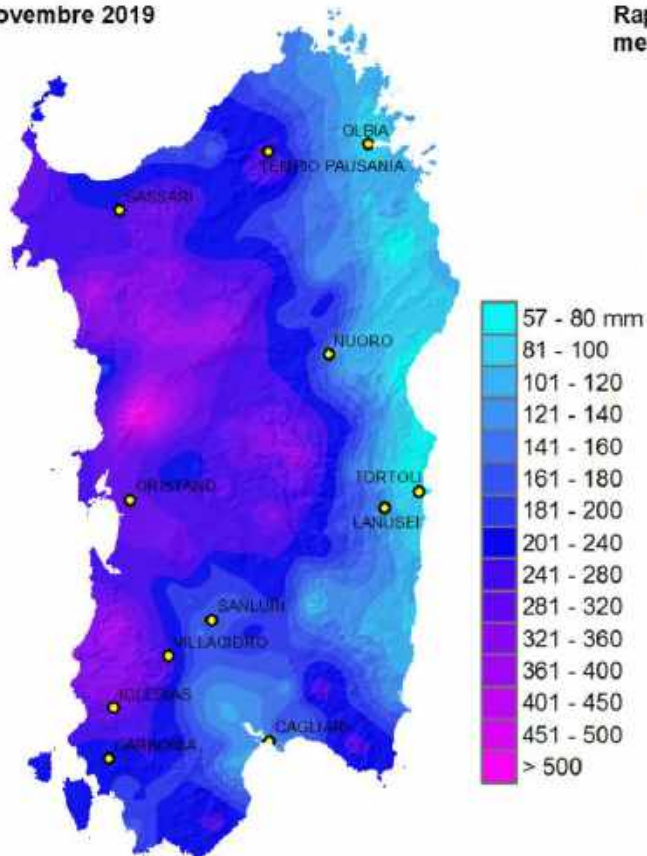 ovembre 2019
Rap
me
OLBIA
TEMPIO PAUSANIA
SASSARI
NUORO
ORISTANO
TORTOLI
LANUSEI
SANLURI
VILLACIDRO
IGLESIAS
CAGLIARI
CARBONIA
57 - 80 mm
81 - 100
101 - 120
121 - 140
141 - 160
161 - 180
181 - 200
201 - 240
241 - 280
281 - 320
321 - 360
361 - 400
401 - 450
451 - 500
> 500